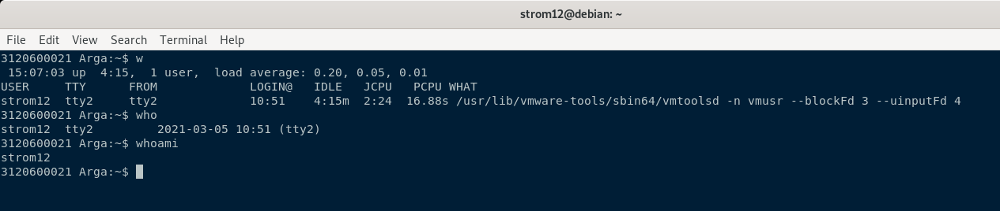 strom12@debian: ~
File Edit View Search Terminal Help
3120600021 Arga:~$ w
 15:07:03 up  4:15,  1 user,  load average: 0.20, 0.05, 0.01
USER     TTY      FROM             LOGIN@   IDLE   JCPU   PCPU WHAT
strom12  tty2     tty2             10:51    4:15m  2:24  16.88s /usr/lib/vmware-tools/sbin64/vmtoolsd -n vmusr --blockFd 3 --uinputFd 4
3120600021 Arga:~$ who
strom12  tty2         2021-03-05 10:51 (tty2)
3120600021 Arga:~$ whoami
strom12
3120600021 Arga:~$